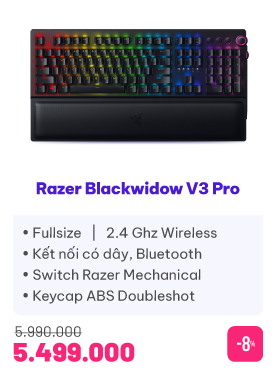 Razer Blackwidow V3 Pro
• Fullsize | 2.4 Ghz Wireless
• Kết nối có dây, Bluetooth
• Switch Razer Mechanical
• Keycap ABS Doubleshot
5.990.000
5.499.000
-8%